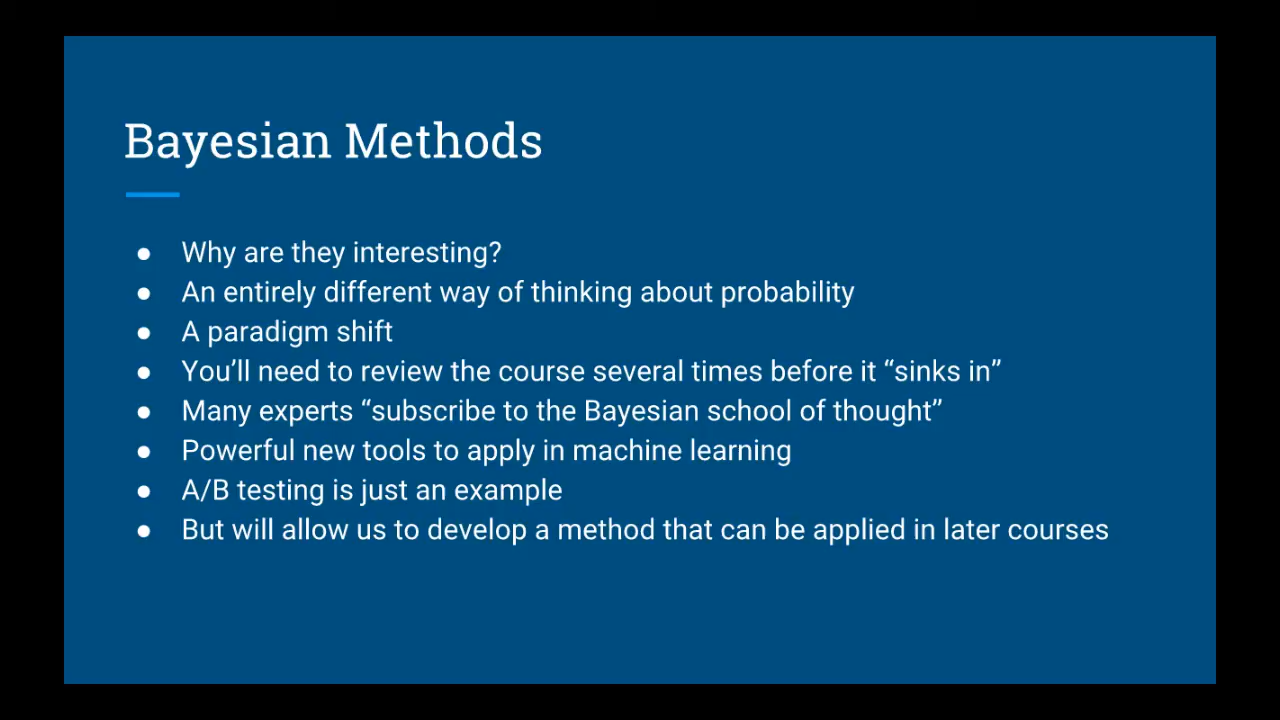 Bayesian Methods
● Why are they interesting?
● An entirely different way of thinking about probability
● A paradigm shift
● You’ll need to review the course several times before it “sinks in”
● Many experts “subscribe to the Bayesian school of thought”
● Powerful new tools to apply in machine learning
● A/B testing is just an example
● But will allow us to develop a method that can be applied in later courses